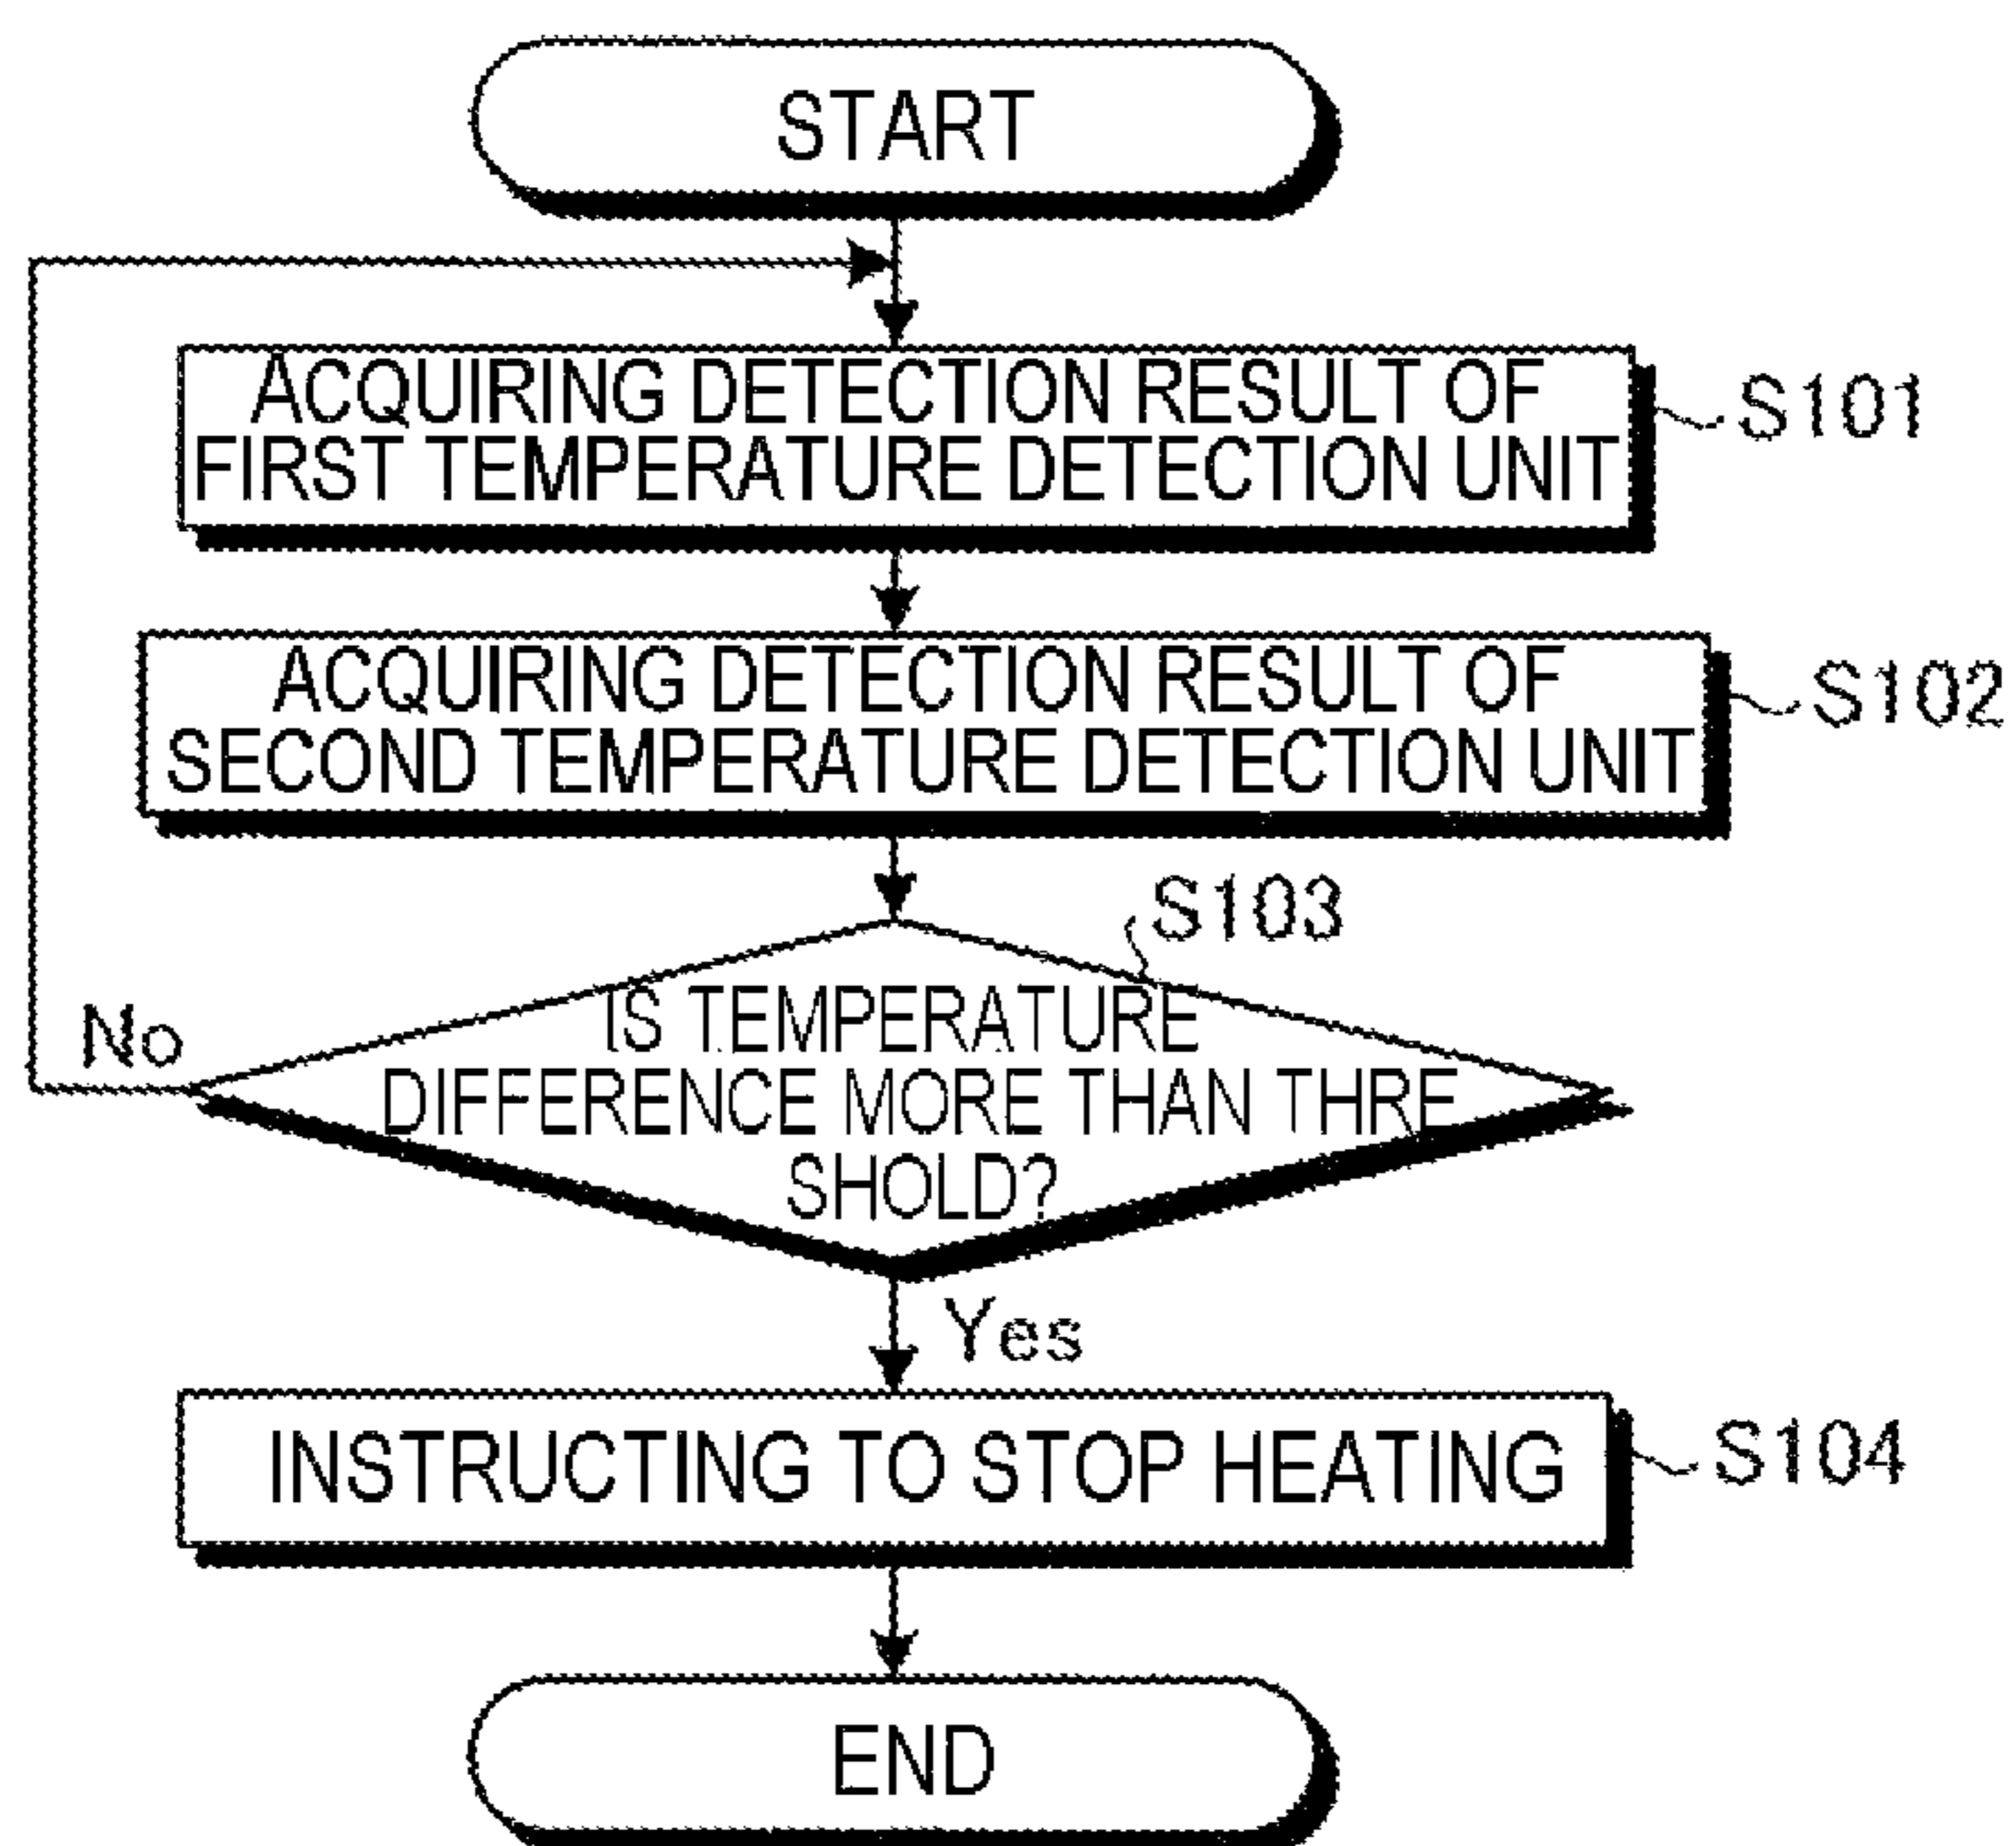 START
ACQUIRING DETECTION RESULT OF
FIRST TEMPERATURE DETECTION UNIT
S101
ACQUIRING DETECTION RESULT OF
SECOND TEMPERATURE DETECTION UNIT
S102
S103
IS TEMPERATURE
DIFFERENCE MORE THAN THRE
SHOLD?
No
Yes
INSTRUCTING TO STOP HEATING
S104
END